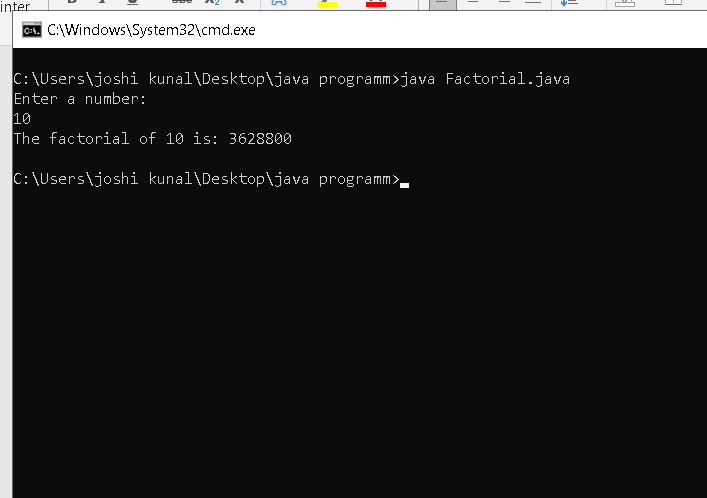 inter
C:\Windows\System32\cmd.exe
C:\Users\joshi kunal\Desktop\java programm>java Factorial.java
Enter a number:
10
The factorial of 10 is: 3628800
C:\Users\joshi kunal\Desktop\java programm>